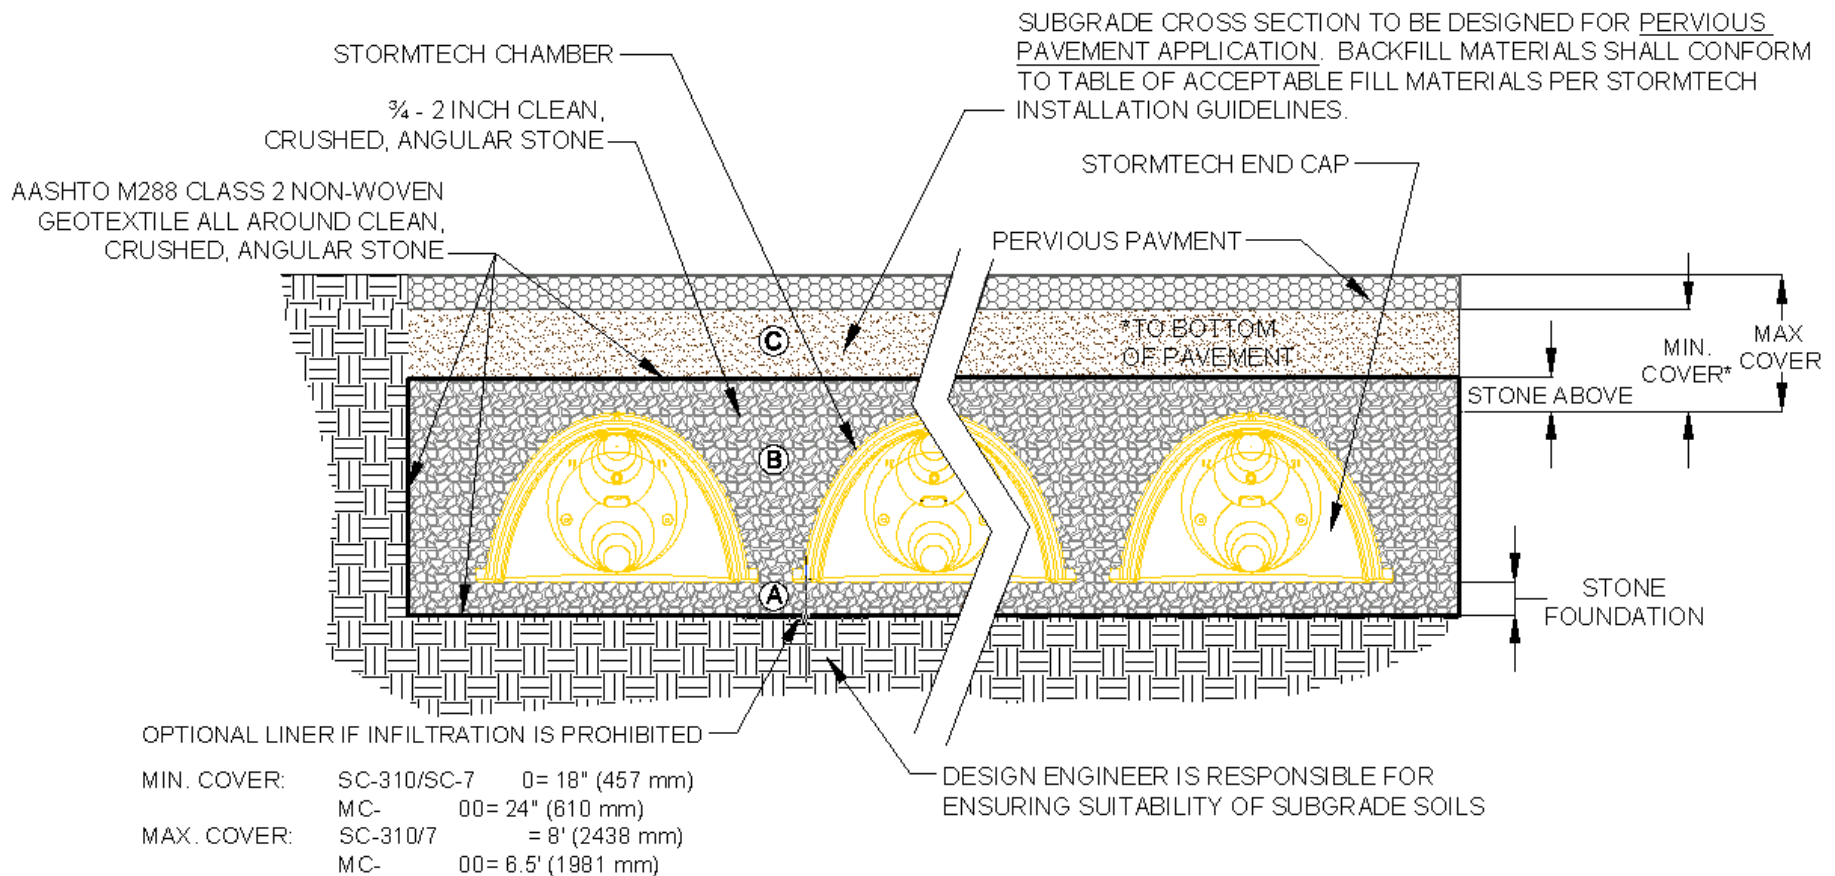 SUBGRADE CROSS SECTION TO BE DESIGNED FOR PERVIOUS
PAVEMENT APPLICATION. BACKFILL MATERIALS SHALL CONFORM
TO TABLE OF ACCEPTABLE FILL MATERIALS PER STORMTECH
INSTALLATION GUIDELINES.
STORMTECH CHAMBER
¾ - 2 INCH CLEAN,
CRUSHED, ANGULAR STONE
STORMTECH END CAP
AASHTO M288 CLASS 2 NON-WOVEN
GEOTEXTILE ALL AROUND CLEAN,
CRUSHED, ANGULAR STONE
PERVIOUS PAVMENT
C
*TO BOTTOM
OF PAVEMENT
MIN.
COVER*
MAX
COVER
STONE ABOVE
B
A
STONE
FOUNDATION
OPTIONAL LINER IF INFILTRATION IS PROHIBITED
MIN. COVER: SC-310/SC-7 0= 18" (457 mm)
MC- 00= 24" (610 mm)
MAX. COVER: SC-310/7 = 8' (2438 mm)
MC- 00= 6.5' (1981 mm)
DESIGN ENGINEER IS RESPONSIBLE FOR
ENSURING SUITABILITY OF SUBGRADE SOILS